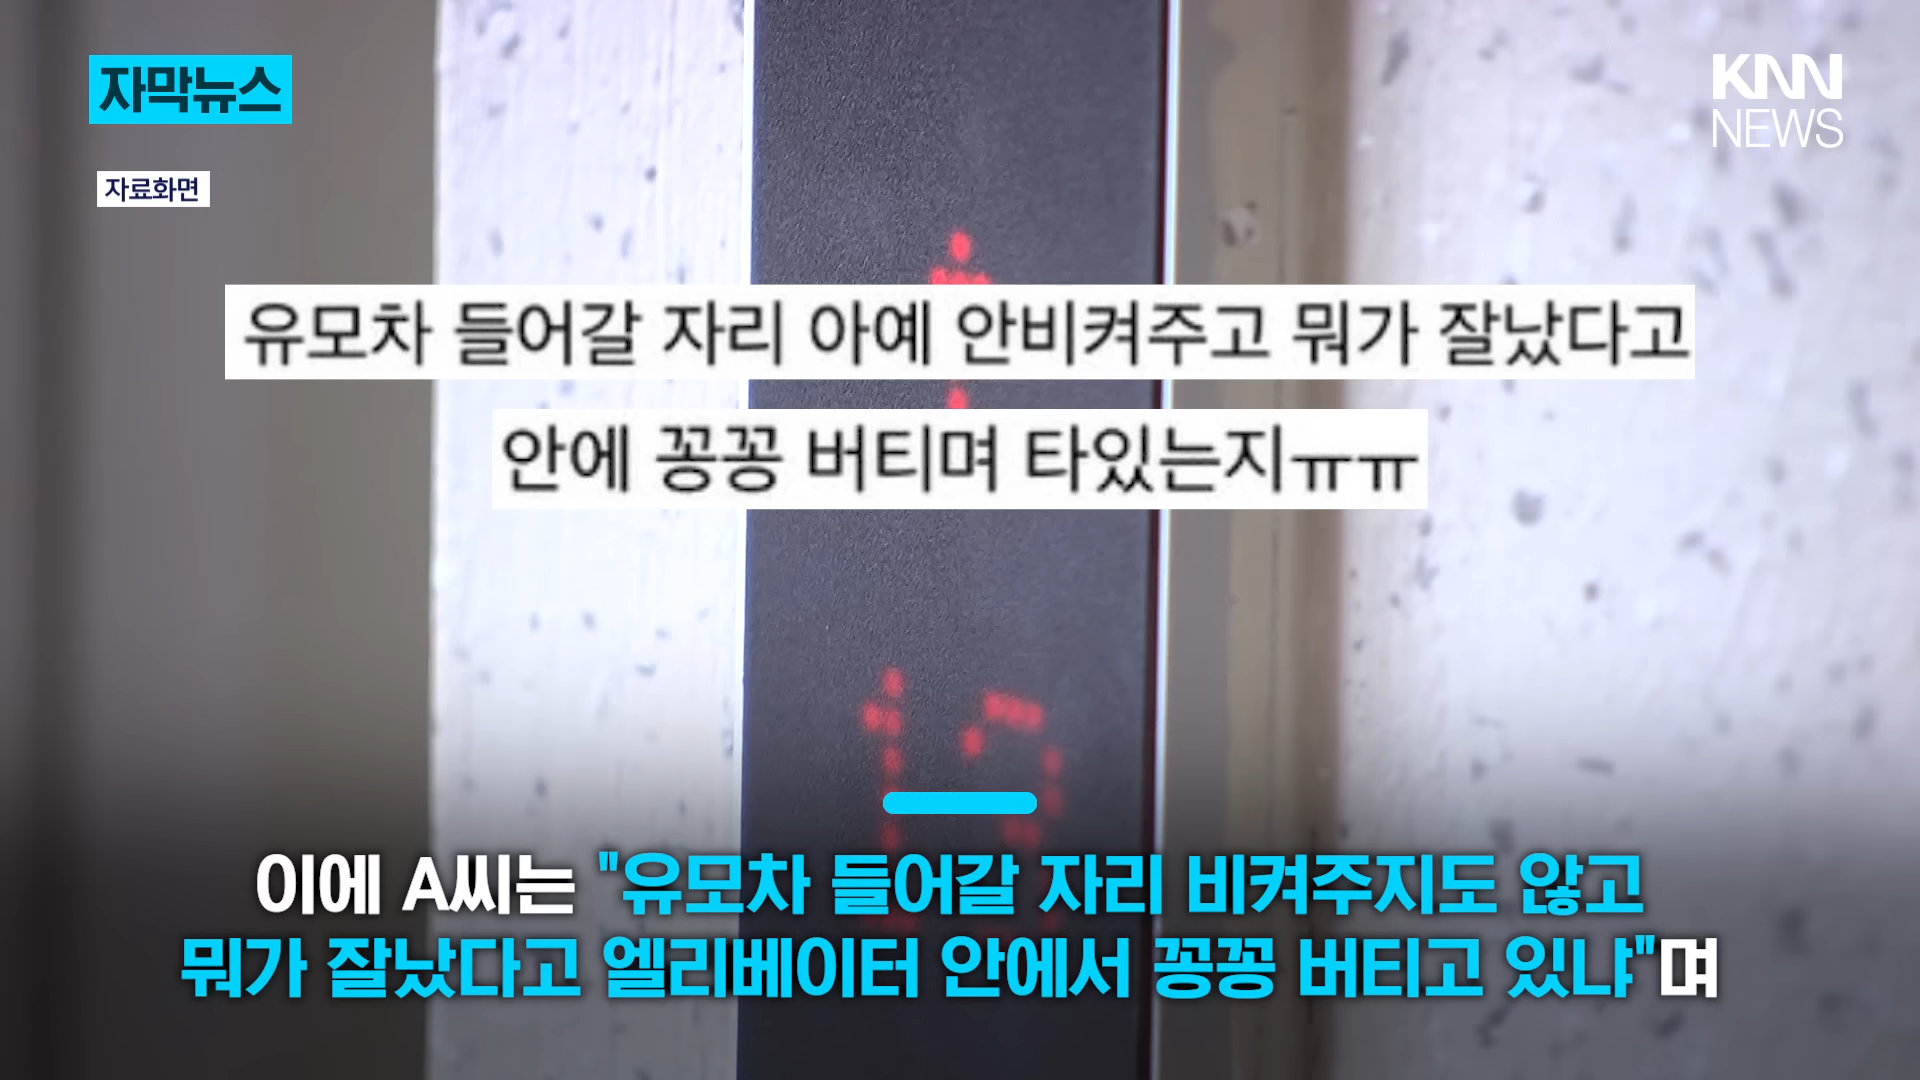 자막뉴스
KNN
NEWS
자료화면
유모차 들어갈 자리 아예 안비켜주고 뭐가 잘났다고
안에 꽁꽁 버티며 타있는지ㅠㅠ
이에 A씨는 "유모차 들어갈 자리 비켜주지도 않고
뭐가 잘났다고 엘리베이터 안에서 꽁꽁 버티고 있냐"며